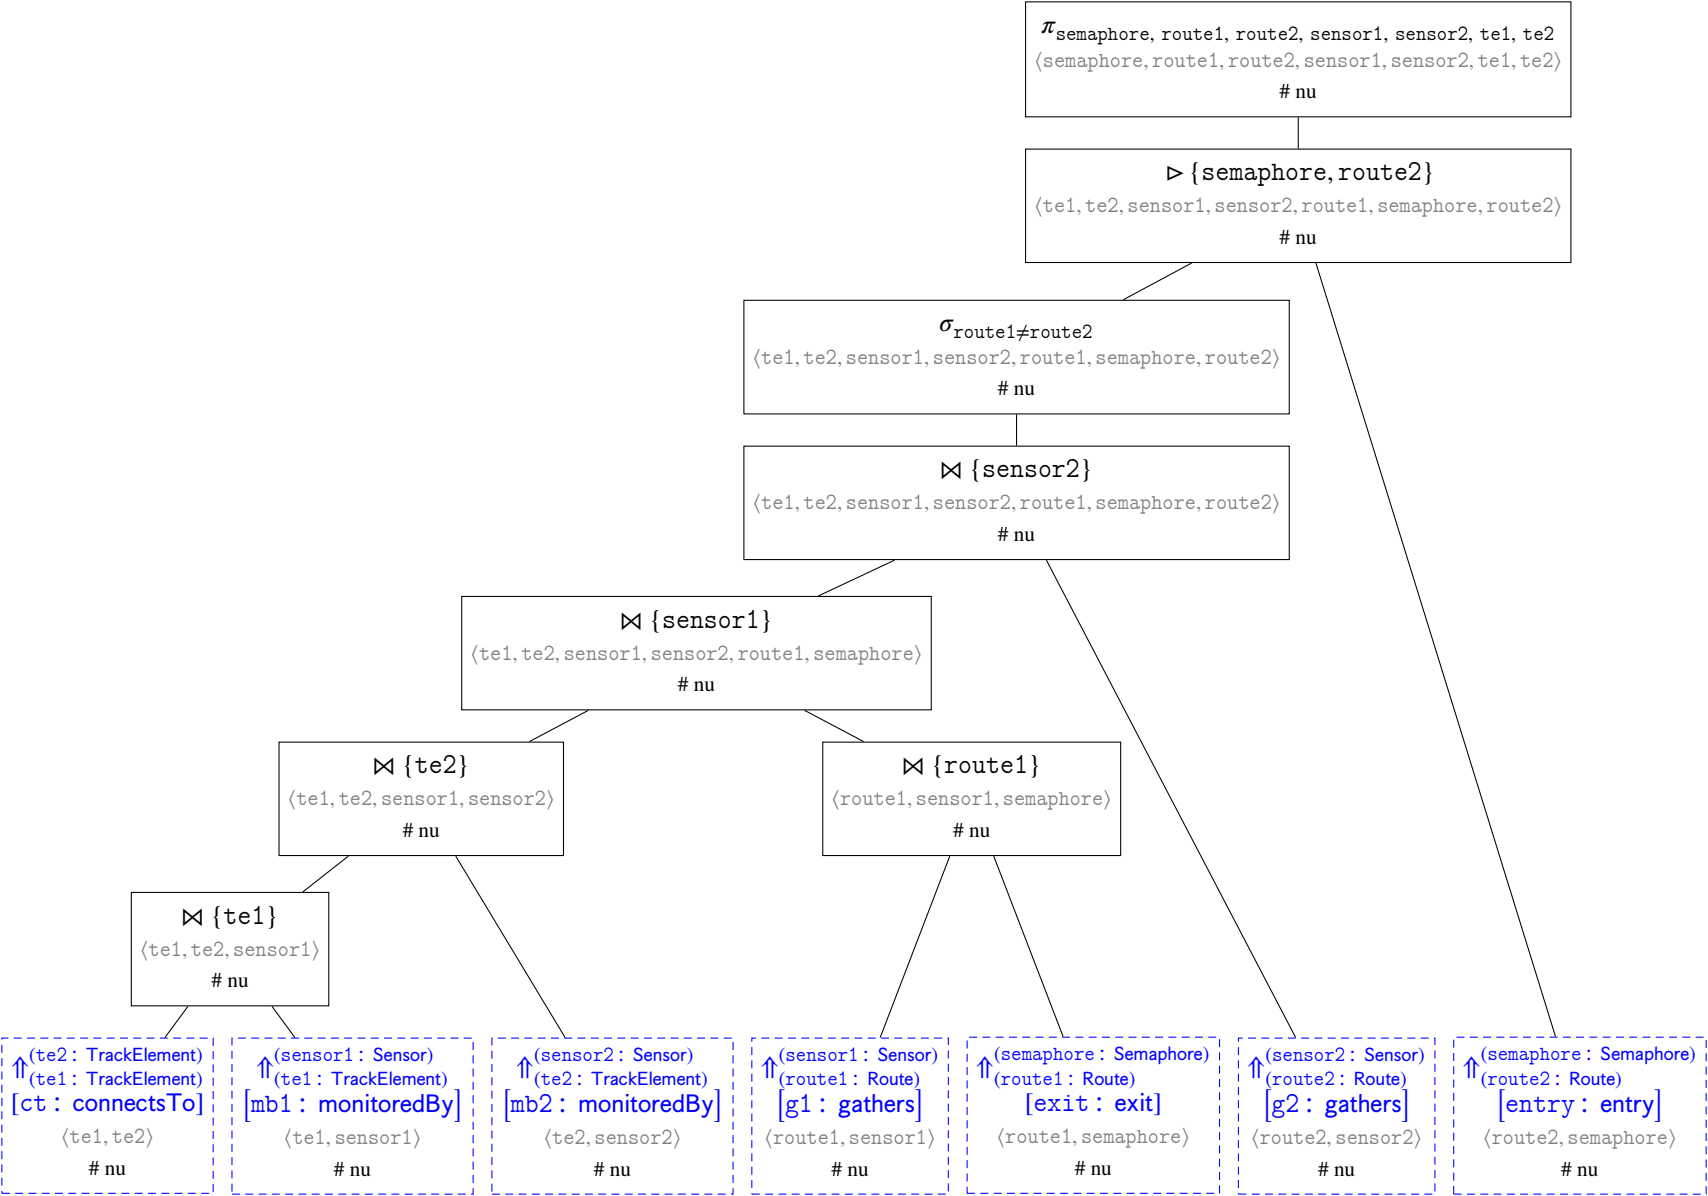 π semaphore, route1, route2, sensor1, sensor2, te1, te2
⟨semaphore, route1, route2, sensor1, sensor2, te1, te2⟩
# nu
▷ {semaphore, route2}
⟨te1, te2, sensor1, sensor2, route1, semaphore, route2⟩
# nu
σ route1≠route2
⟨te1, te2, sensor1, sensor2, route1, semaphore, route2⟩
# nu
⋈ {sensor2}
⟨te1, te2, sensor1, sensor2, route1, semaphore, route2⟩
# nu
⋈ {sensor1}
⟨te1, te2, sensor1, sensor2, route1, semaphore⟩
# nu
⋈ {te2}
⟨te1, te2, sensor1, sensor2⟩
# nu
⋈ {route1}
⟨route1, sensor1, semaphore⟩
# nu
⋈ {te1}
⟨te1, te2, sensor1⟩
# nu
⇑ (te2: TrackElement)
(te1: TrackElement)
[ct: connectsTo]
⟨te1, te2⟩
# nu
⇑ (sensor1: Sensor)
(te1: TrackElement)
[mb1: monitoredBy]
⟨te1, sensor1⟩
# nu
⇑ (sensor2: Sensor)
(te2: TrackElement)
[mb2: monitoredBy]
⟨te2, sensor2⟩
# nu
⇑ (sensor1: Sensor)
(route1: Route)
[g1: gathers]
⟨route1, sensor1⟩
# nu
⇑ (semaphore: Semaphore)
(route1: Route)
[exit: exit]
⟨route1, semaphore⟩
# nu
⇑ (sensor2: Sensor)
(route2: Route)
[g2: gathers]
⟨route2, sensor2⟩
# nu
⇑ (semaphore: Semaphore)
(route2: Route)
[entry: entry]
⟨route2, semaphore⟩
# nu